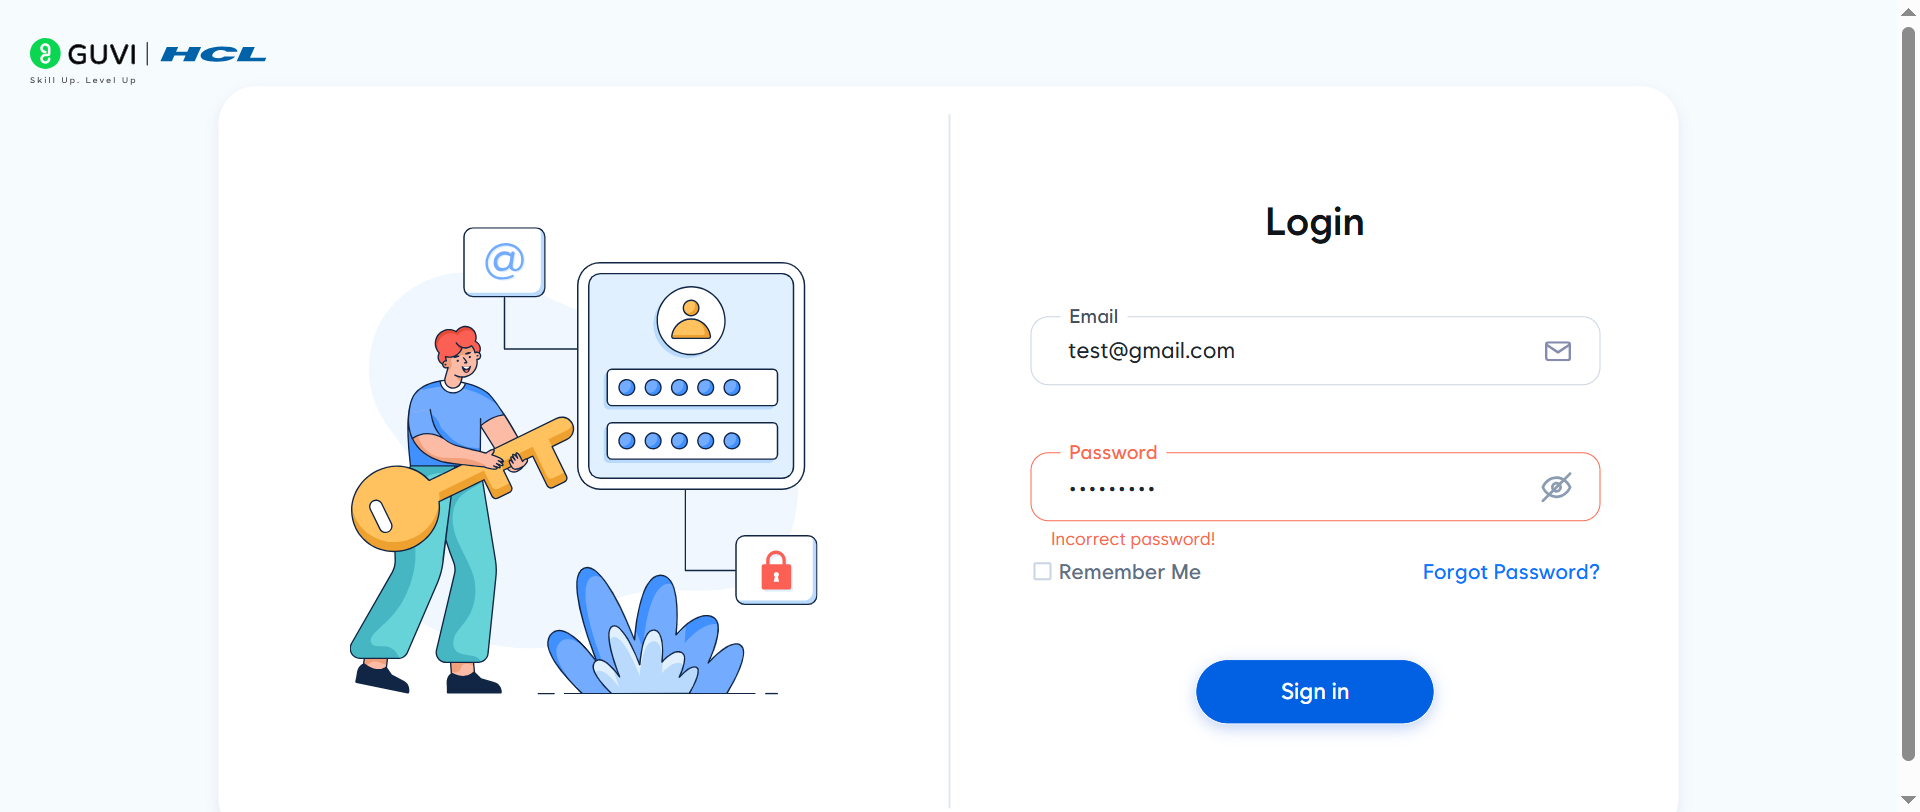 GUVI | HCL
Skill Up. Level Up
@
Login
Email
test@gmail.com
Password
•••••••••
Incorrect password!
Remember Me
Forgot Password?
Sign in